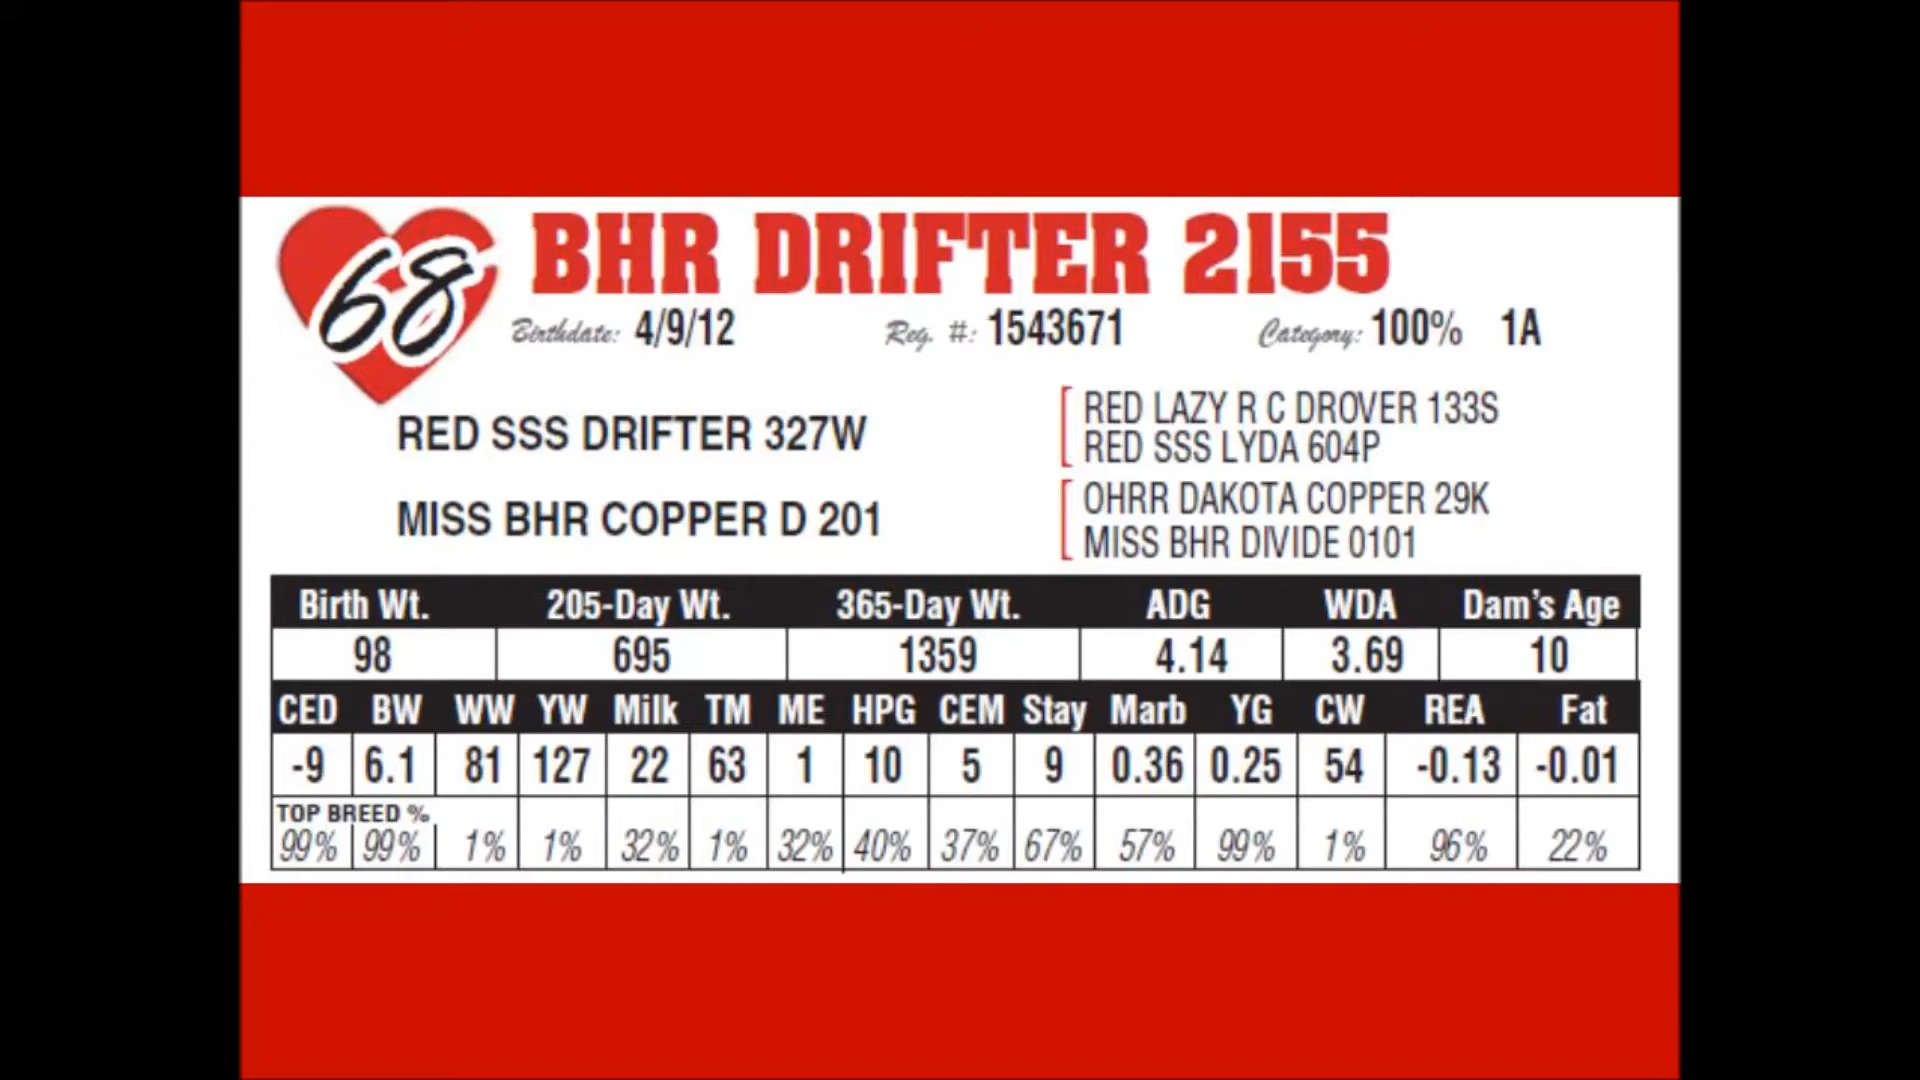 68
BHR DRIFTER 2155
Birthdate: 4/9/12 Reg. #: 1543671 Category: 100% 1A
RED SSS DRIFTER 327W
RED LAZY R C DROVER 133S
RED SSS LYDA 604P
MISS BHR COPPER D 201
OHRR DAKOTA COPPER 29K
MISS BHR DIVIDE 0101
Birth Wt. 205-Day Wt. 365-Day Wt. ADG WDA Dam's Age
98 695 1359 4.14 3.69 10
CED BW WW YW Milk TM ME HPG CEM Stay Marb YG CW REA Fat
-9 6.1 81 127 22 63 1 10 5 9 0.36 0.25 54 -0.13 -0.01
TOP BREED %
99% 99% 1% 1% 32% 1% 32% 40% 37% 67% 57% 99% 1% 96% 22%